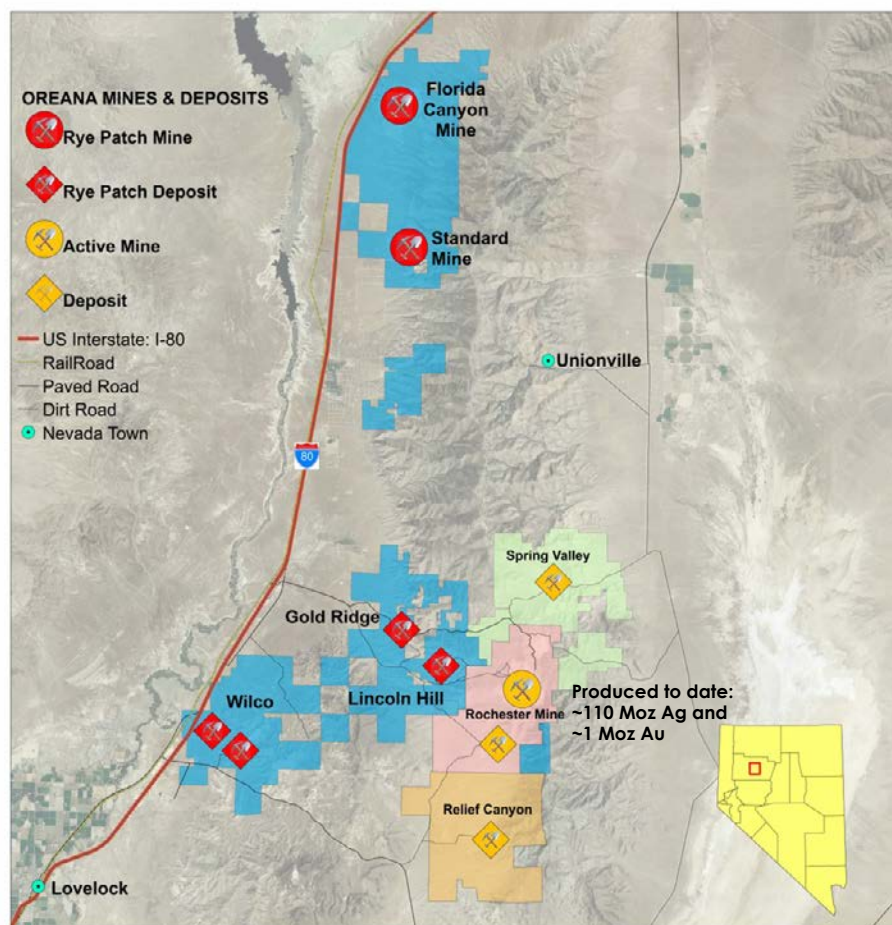 OREANA MINES & DEPOSITS
Rye Patch Mine
Rye Patch Deposit
Active Mine
Deposit
US Interstate: I-80
RailRoad
Paved Road
Dirt Road
Nevada Town
Florida
Canyon
Mine
Standard
Mine
Unionville
80
Spring Valley
Gold Ridge
Lincoln Hill
Wilco
Rochester Mine
Produced to date:
~110 Moz Ag and
~1 Moz Au
Relief Canyon
Lovelock